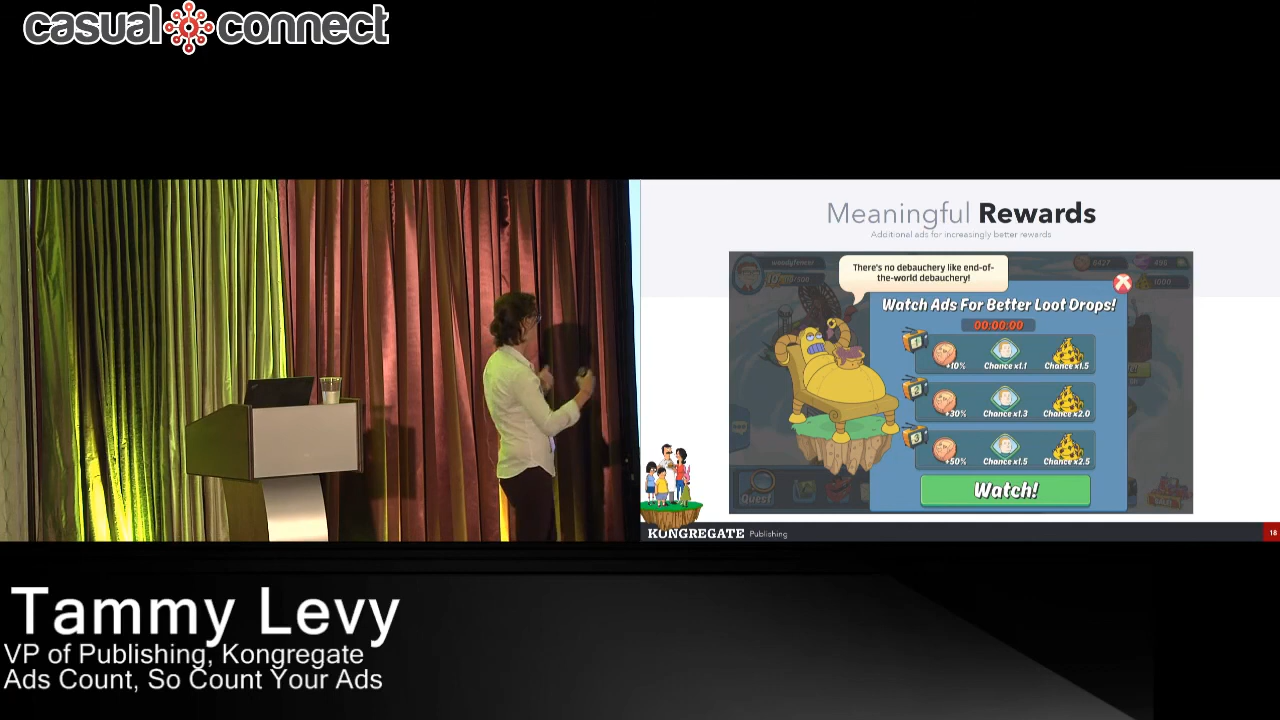 casual connect
Meaningful Rewards
Additional ads for increasingly better rewards
There's no debauchery like end-of-
the-world debauchery!
Watch Ads For Better Loot Drops!
00:00:00
1
+10%
Chance x1.1
Chance x1.5
2
+30%
Chance x1.3
Chance x2.0
3
+50%
Chance x1.5
Chance x2.5
Watch!
Quest
KONGREGATE Publishing
18
Tammy Levy
VP of Publishing, Kongregate
Ads Count, So Count Your Ads